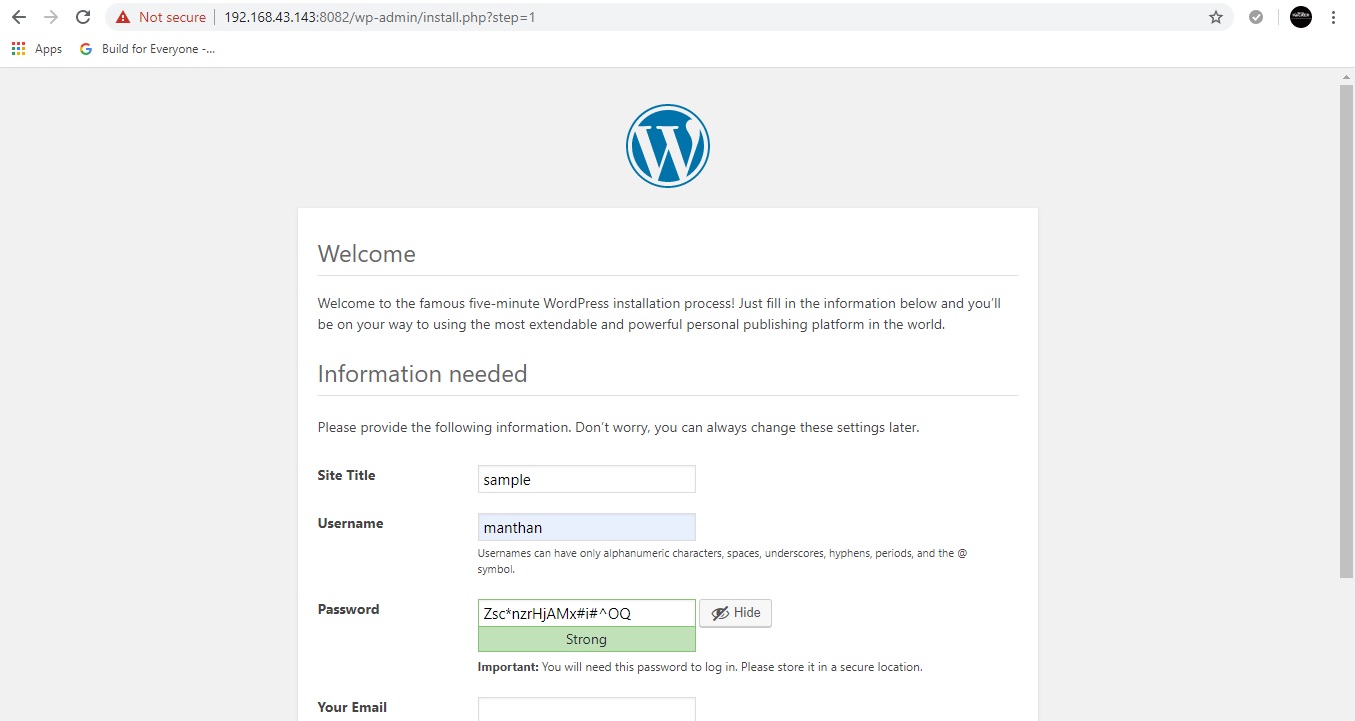 Not secure 192.168.43.143:8082/wp-admin/install.php?step=1
Apps Build for Everyone -...
Welcome
Welcome to the famous five-minute WordPress installation process! Just fill in the information below and you’ll
be on your way to using the most extendable and powerful personal publishing platform in the world.
Information needed
Please provide the following information. Don’t worry, you can always change these settings later.
Site Title sample
Username manthan
Usernames can have only alphanumeric characters, spaces, underscores, hyphens, periods, and the @
symbol.
Password Zsc*nzrHjAMx#i#^OQ Hide
Strong
Important: You will need this password to log in. Please store it in a secure location.
Your Email